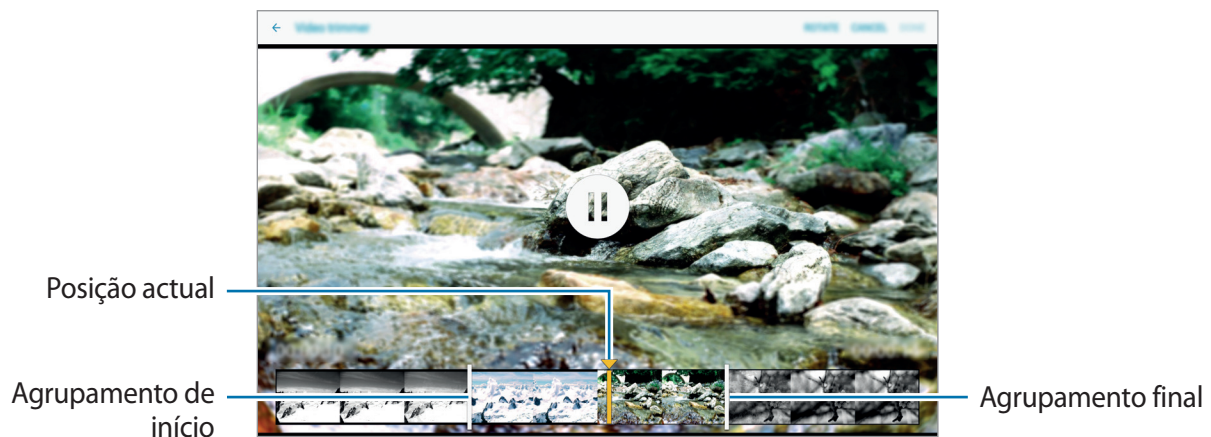 Video trimmer
ROTATE CANCEL
Posição actual
Agrupamento de
início
Agrupamento final